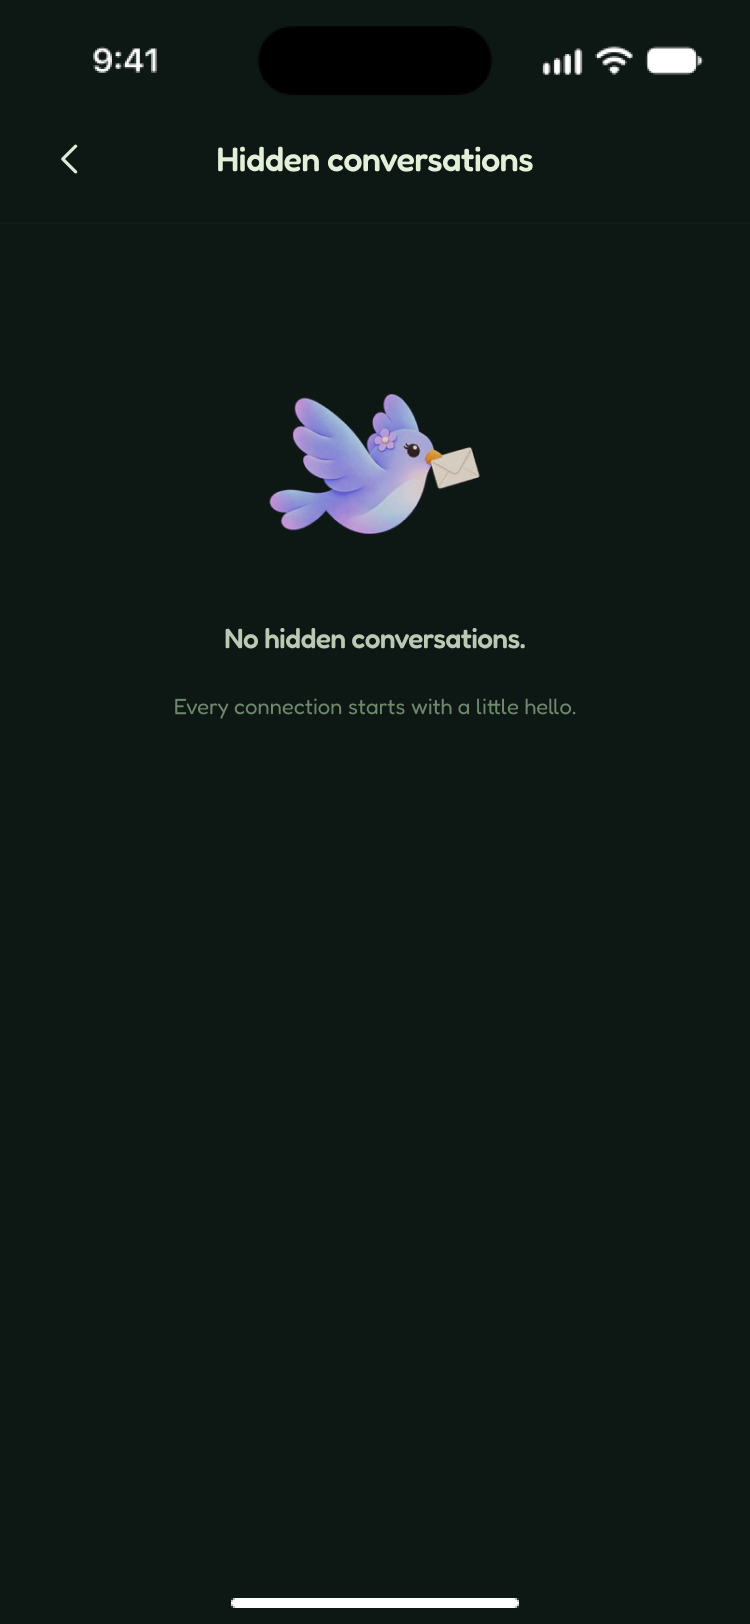 9:41
Hidden conversations
No hidden conversations.
Every connection starts with a little hello.